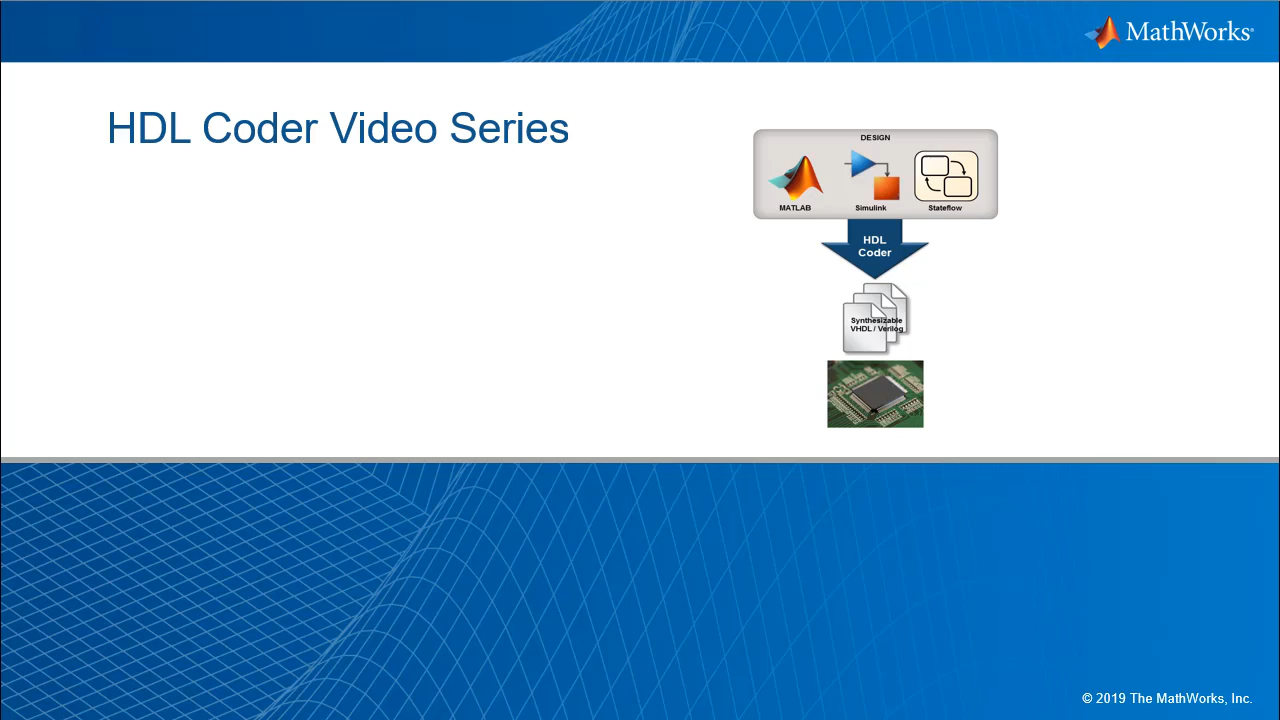 MathWorks®
HDL Coder Video Series
DESIGN
MATLAB
Simulink
Stateflow
HDL
Coder
Synthesizable
VHDL / Verilog
© 2019 The MathWorks, Inc.